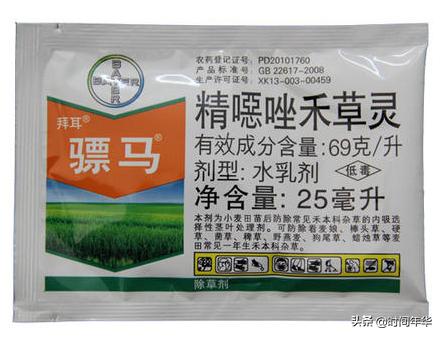 BAYER
BAYER
拜耳®
骠马®
农药登记证号:PD20101760
产品标准号:GB 22617-2008
生产许可证号:XK13-003-00459
精噁唑禾草灵
有效成分含量:69克/升
剂型:水乳剂
低毒
净含量:25毫升
本剂为小麦田苗后防除常见禾本科杂草的内吸选
择性茎叶处理剂。可防除看麦娘、棒头草、硬
草、菵草、稗草、野燕麦、狗尾草、蜡烛草等麦
田常见一年生禾本科杂草。
除草剂
头条@时间年华